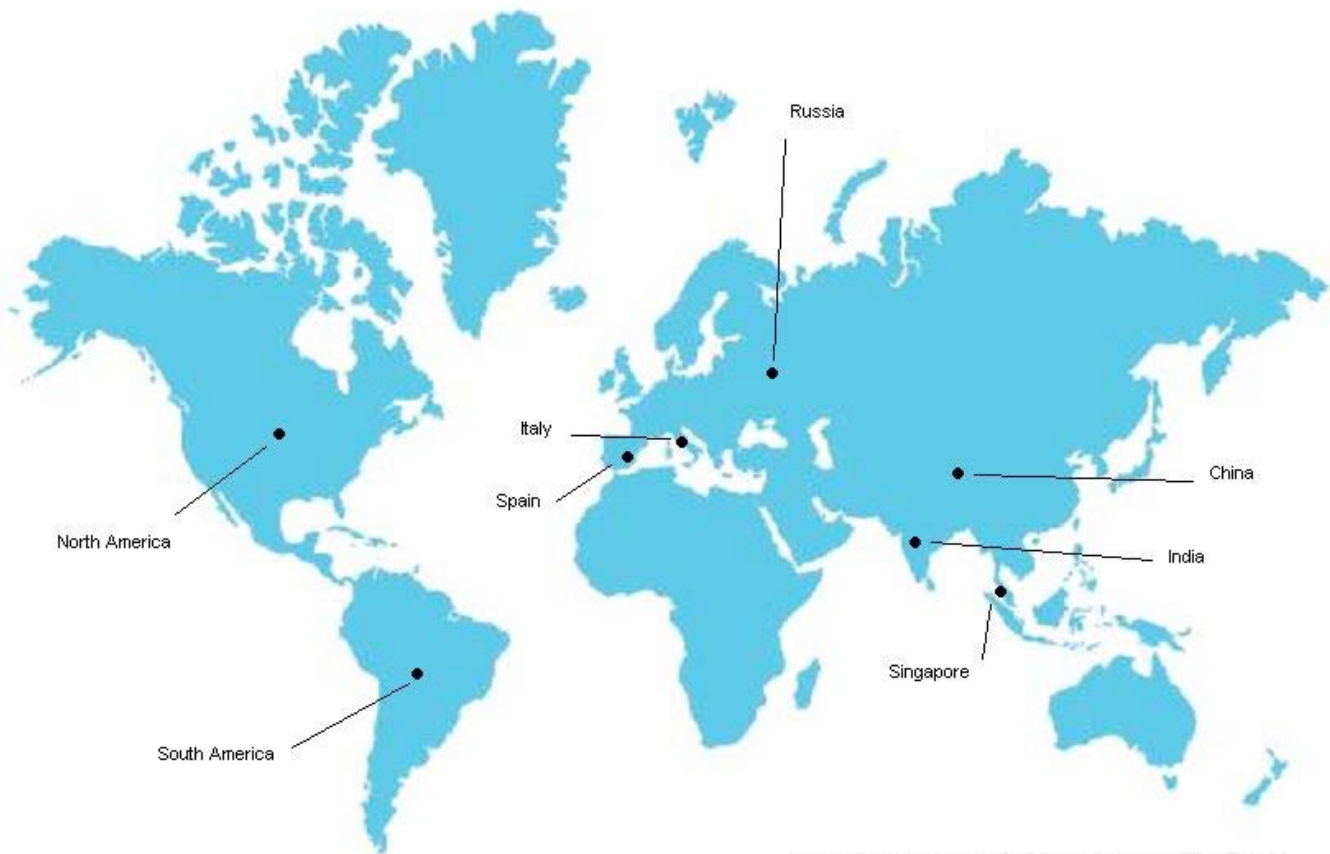 Russia
Italy
Spain
China
North America
India
Singapore
South America